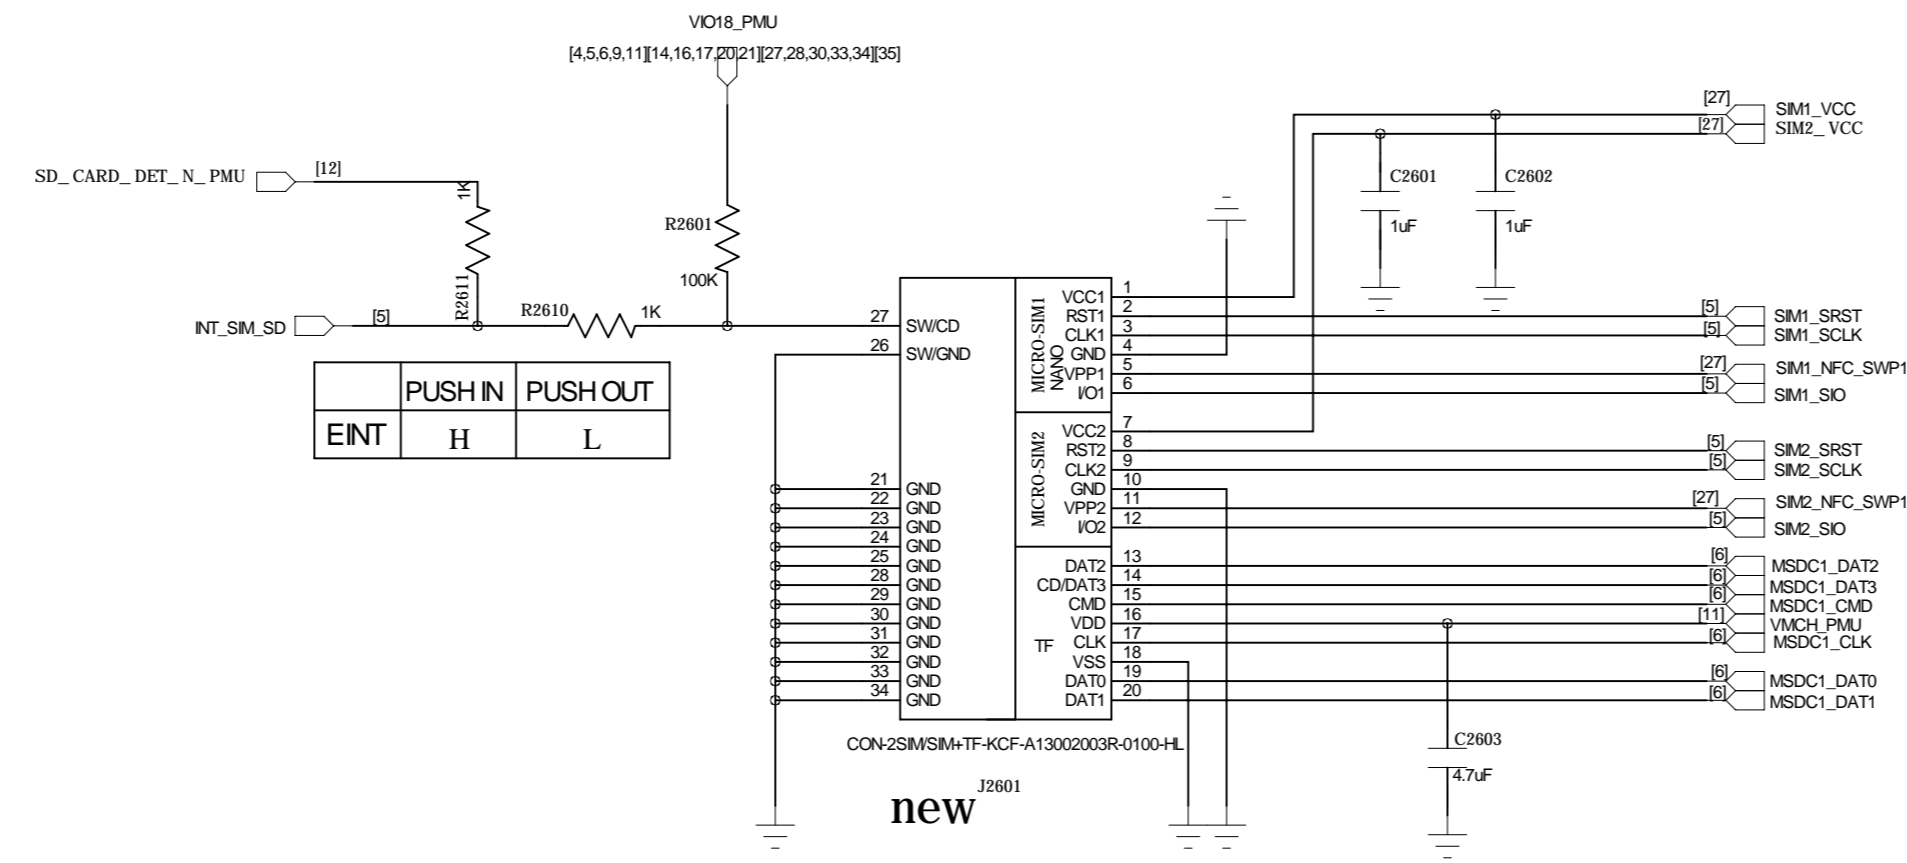 VIO18_PMU
[4,5,6,9,11][14,16,17,20,21][27,28,30,33,34][35]
SD_CARD_DET_N_PMU [12]
1K
R2611
R2601
100K
INT_SIM_SD [5]
R2610 1K
PUSH IN PUSH OUT
EINT H L
27 SW/CD
26 SW/GND
21 GND
22 GND
23 GND
24 GND
25 GND
28 GND
29 GND
30 GND
31 GND
32 GND
33 GND
34 GND
MICRO-SIM1
NANO
VCC1 1
RST1 2
CLK1 3
GND 4
VPP1 5
I/O1 6
MICRO-SIM2
VCC2 7
RST2 8
CLK2 9
GND 10
VPP2 11
I/O2 12
TF
DAT2 13
CD/DAT3 14
CMD 15
VDD 16
CLK 17
VSS 18
DAT0 19
DAT1 20
[27] SIM1_VCC
[27] SIM2_VCC
C2601
1uF
C2602
1uF
[5] SIM1_SRST
[5] SIM1_SCLK
[27] SIM1_NFC_SWP1
[5] SIM1_SIO
[5] SIM2_SRST
[5] SIM2_SCLK
[27] SIM2_NFC_SWP1
[5] SIM2_SIO
[6] MSDC1_DAT2
[6] MSDC1_DAT3
[6] MSDC1_CMD
[11] VMCH_PMU
[6] MSDC1_CLK
[6] MSDC1_DAT0
[6] MSDC1_DAT1
C2603
4.7uF
CON-2SIM/SIM+TF-KCF-A13002003R-0100-HL
J2601
new